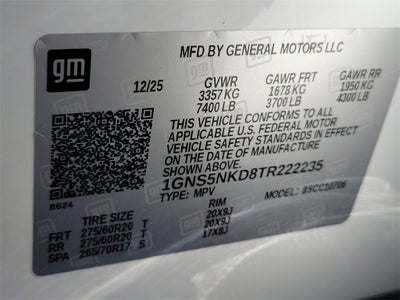 gm
MFD BY GENERAL MOTORS LLC
12/25 GVWR GAWR FRT GAWR RR
3357 KG 1678 KG 1950 KG
7400 LB 3700 LB 4300 LB
THIS VEHICLE CONFORMS TO ALL
APPLICABLE U.S. FEDERAL MOTOR
VEHICLE SAFETY STANDARDS IN EFFECT
ON THE DATE OF MANUFACTURE
SHOWN ABOVE.
1GNS5NKD8TR222235
8624 TYPE: MPV MODEL: 85CC10706
TIRE SIZE RIM
FRT 275/60R20 T 20X9J
RR 275/60R20 T 20X9J
SPA 265/70R17 S 17X8J